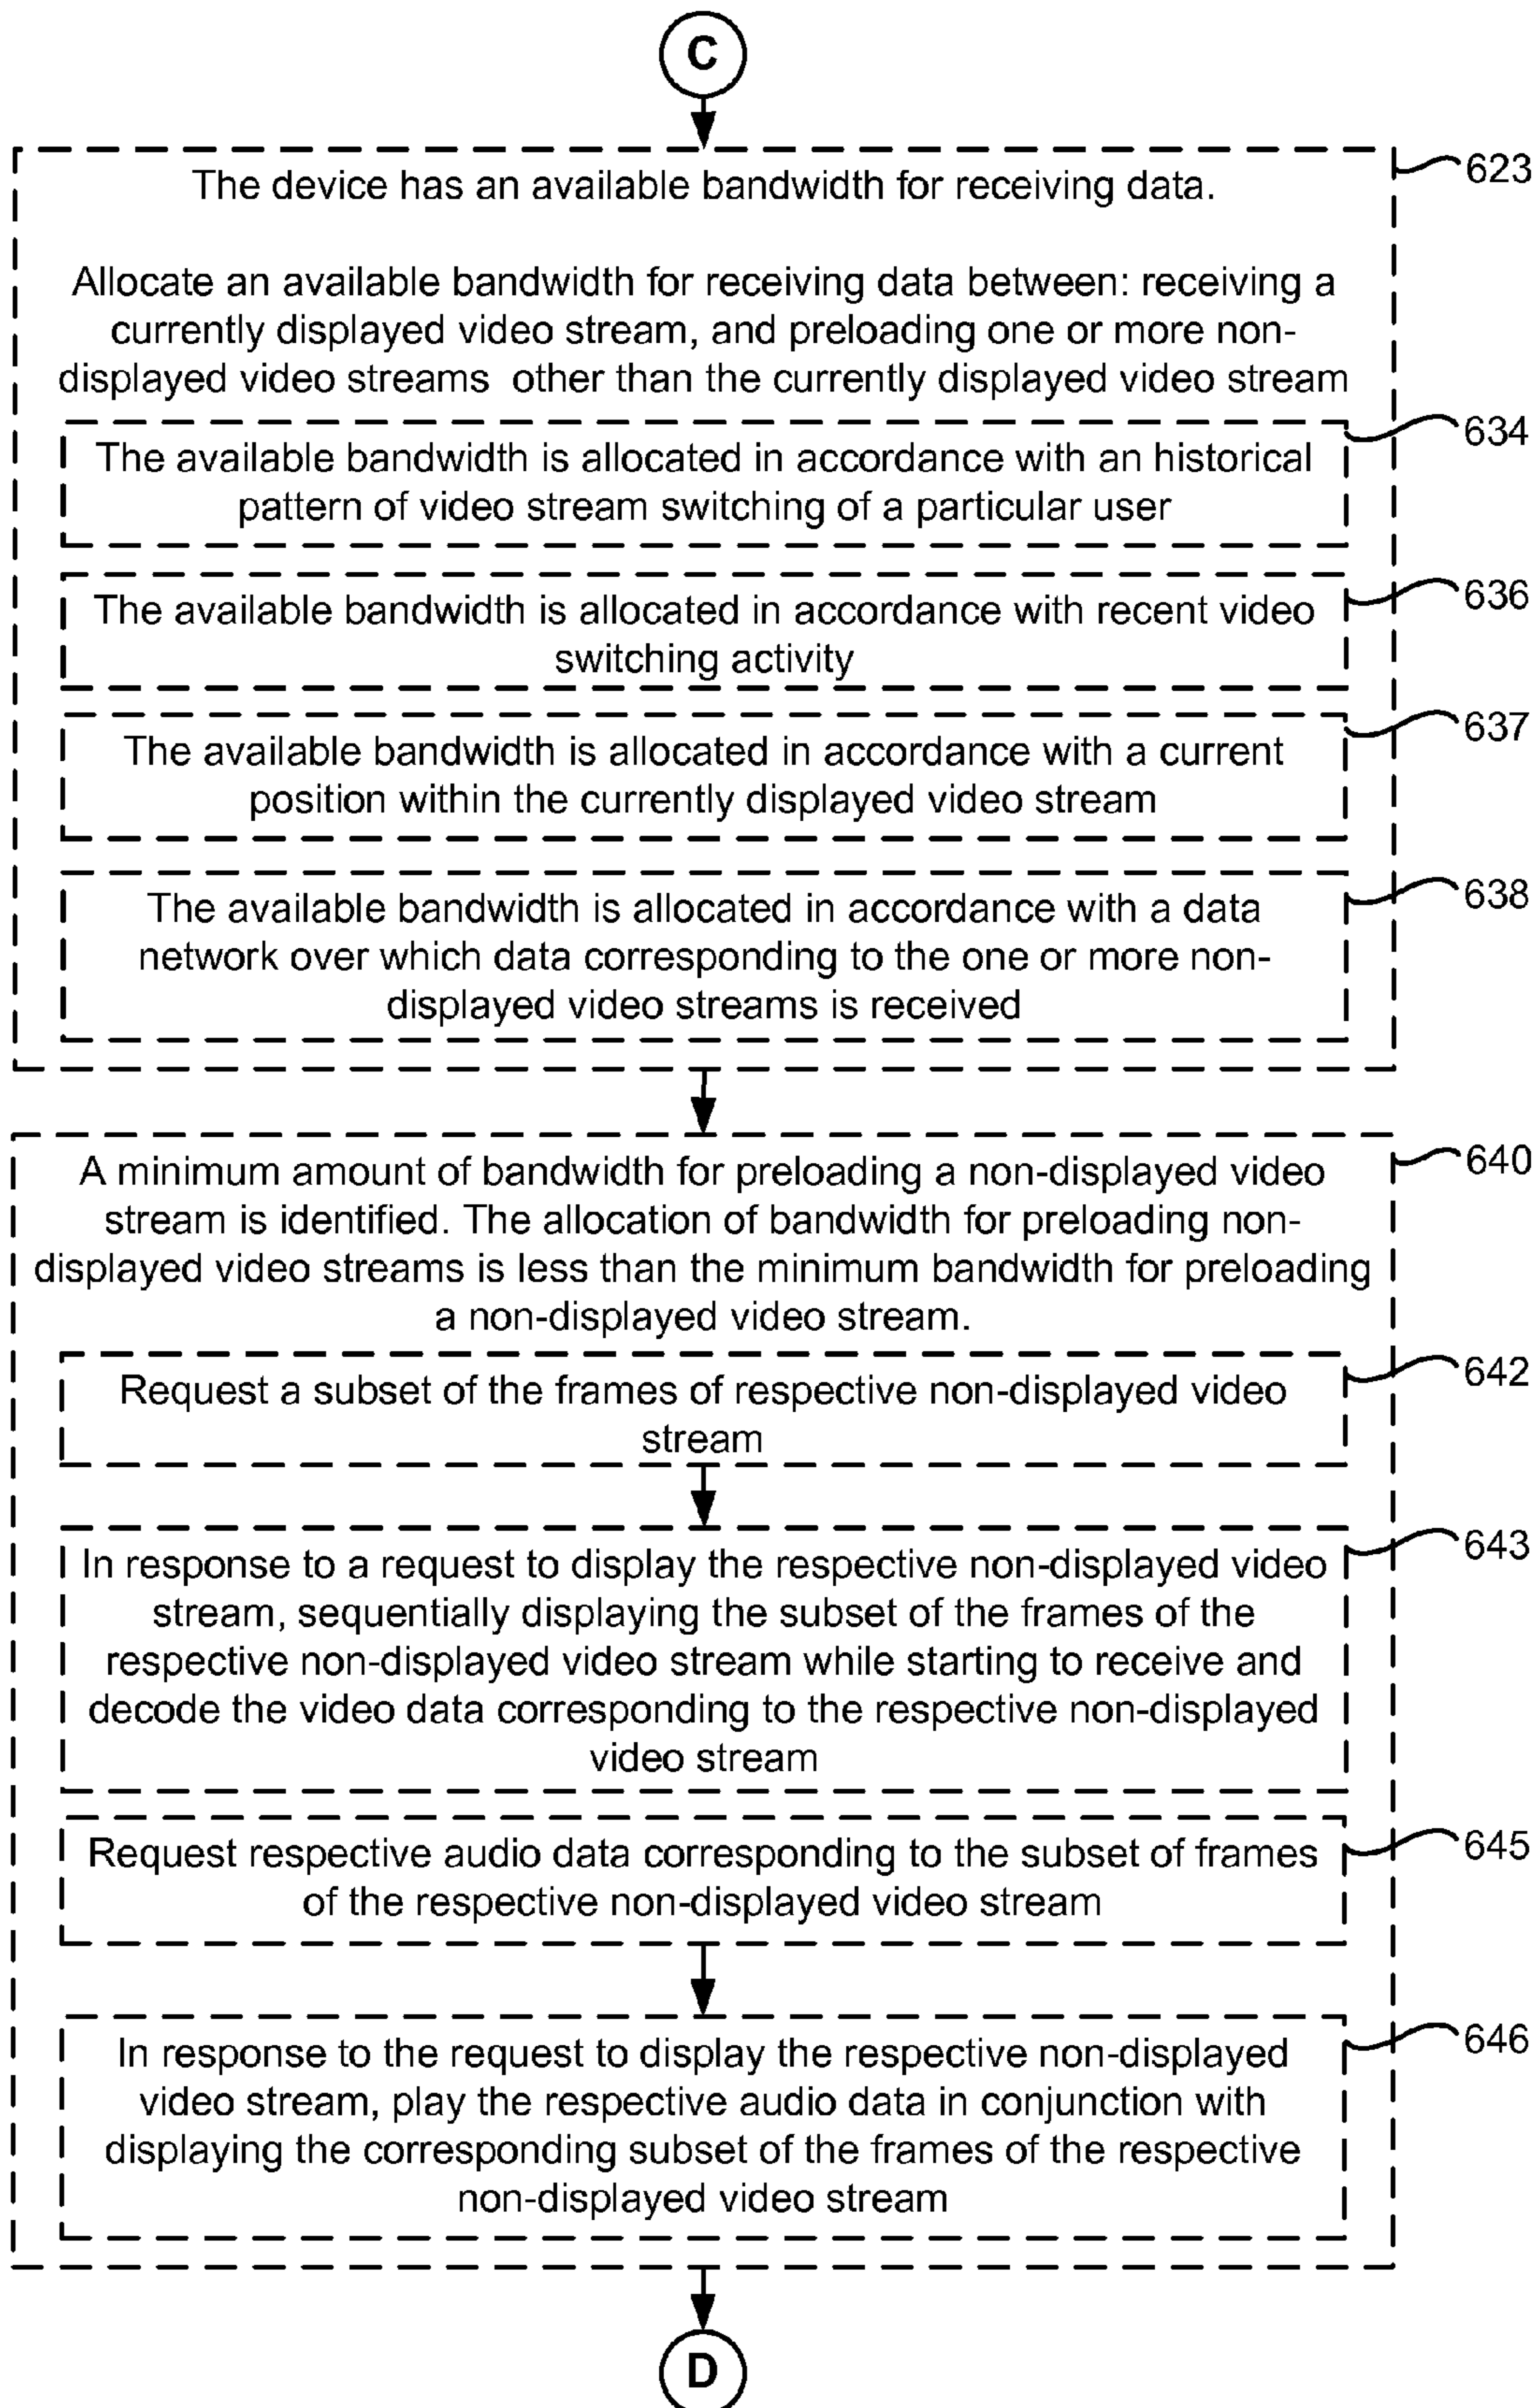 C
The device has an available bandwidth for receiving data.
623
Allocate an available bandwidth for receiving data between: receiving a
currently displayed video stream, and preloading one or more non-
displayed video streams other than the currently displayed video stream
634
The available bandwidth is allocated in accordance with an historical
pattern of video stream switching of a particular user
636
The available bandwidth is allocated in accordance with recent video
switching activity
637
The available bandwidth is allocated in accordance with a current
position within the currently displayed video stream
638
The available bandwidth is allocated in accordance with a data
network over which data corresponding to the one or more non-
displayed video streams is received
640
A minimum amount of bandwidth for preloading a non-displayed video
stream is identified. The allocation of bandwidth for preloading non-
displayed video streams is less than the minimum bandwidth for preloading
a non-displayed video stream.
642
Request a subset of the frames of respective non-displayed video
stream
643
In response to a request to display the respective non-displayed video
stream, sequentially displaying the subset of the frames of the
respective non-displayed video stream while starting to receive and
decode the video data corresponding to the respective non-displayed
video stream
645
Request respective audio data corresponding to the subset of frames
of the respective non-displayed video stream
646
In response to the request to display the respective non-displayed
video stream, play the respective audio data in conjunction with
displaying the corresponding subset of the frames of the respective
non-displayed video stream
D